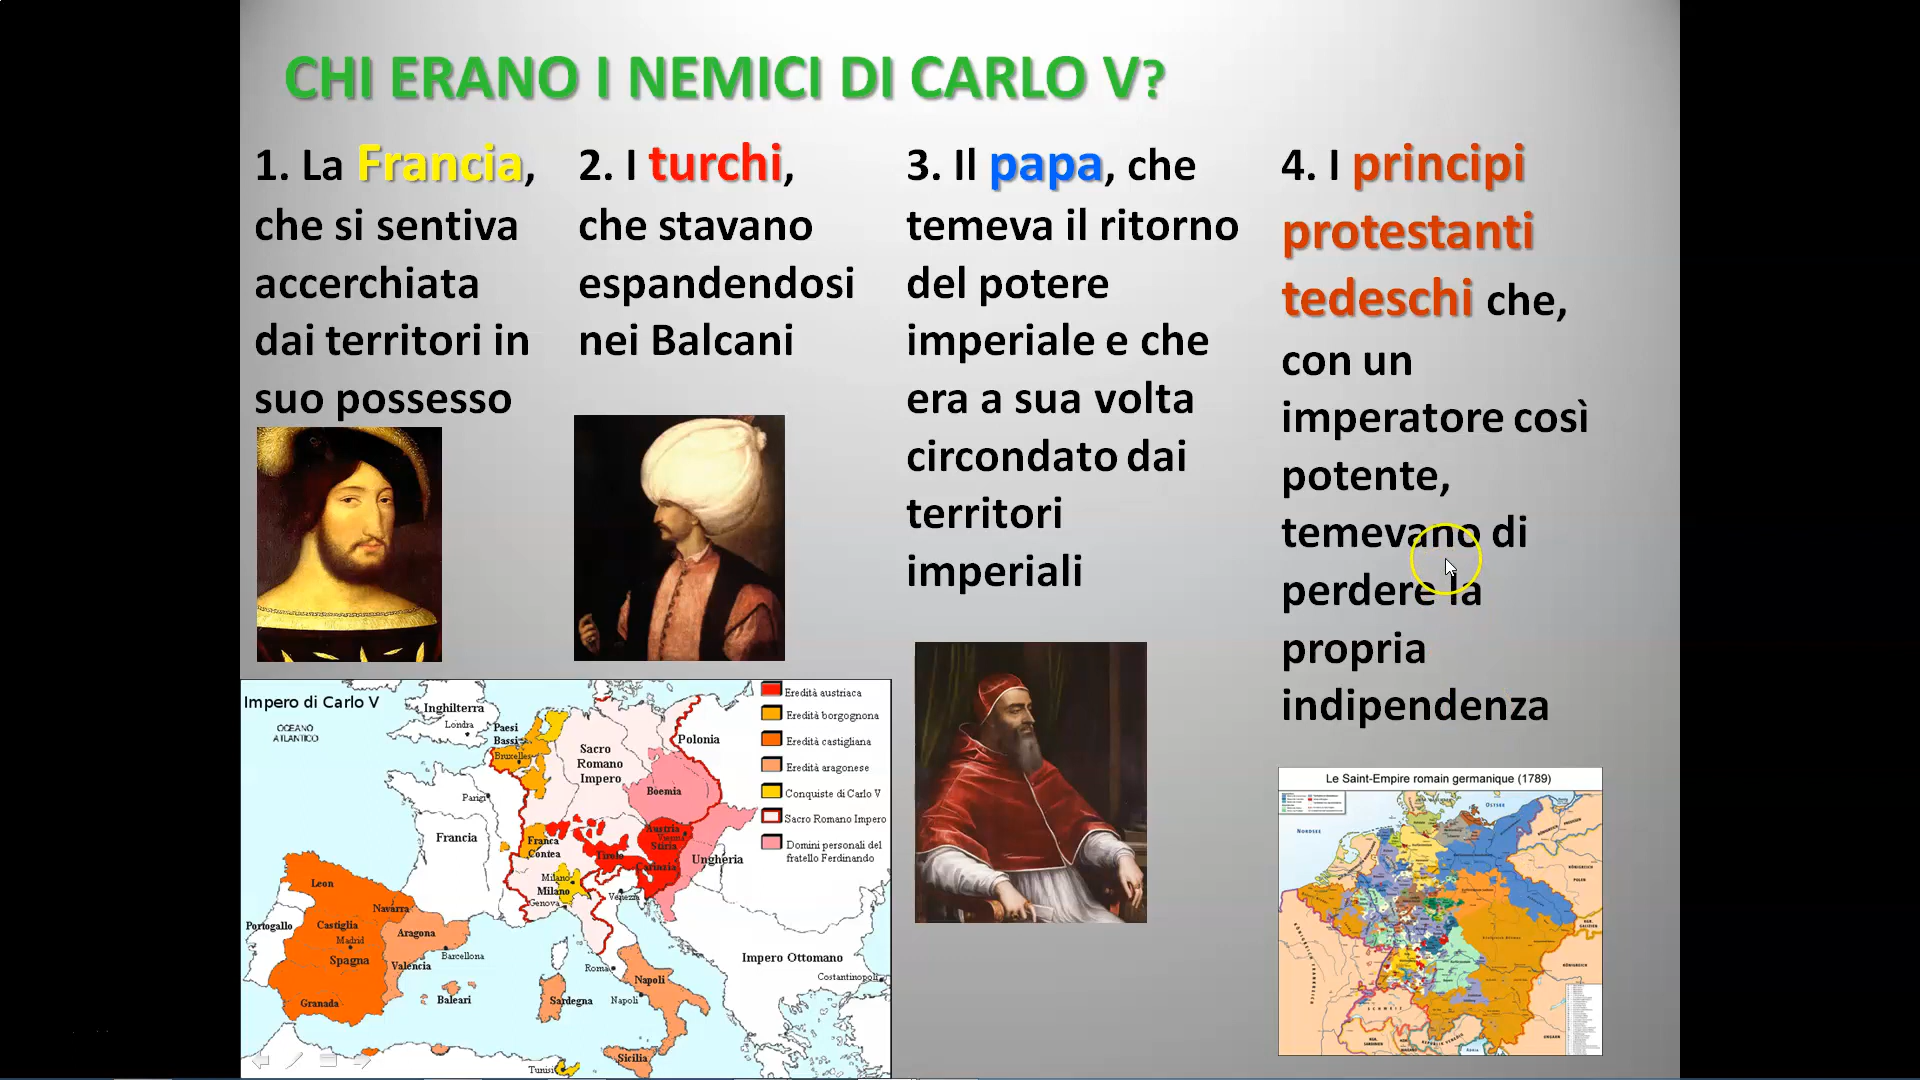 CHI ERANO I NEMICI DI CARLO V?
1. La Francia,
che si sentiva
accerchiata
dai territori in
suo possesso
2. I turchi,
che stavano
espandendosi
nei Balcani
3. Il papa, che
temeva il ritorno
del potere
imperiale e che
era a sua volta
circondato dai
territori
imperiali
4. I principi
protestanti
tedeschi che,
con un
imperatore così
potente,
temevano di
perdere la
propria
indipendenza
Impero di Carlo V
OCEANO
ATLANTICO
Inghilterra
Londra
Paesi
Bassi
Bruxelles
Sacro
Romano
Impero
Polonia
Boemia
Parigi
Francia
Franca
Contea
Austria
Vienna
Stiria
Tirolo
Carinzia
Ungheria
Milano
Milano
Genova
Venezia
Leon
Navarra
Portogallo
Castiglia
Madrid
Aragona
Spagna
Valencia
Barcellona
Granada
Baleari
Roma
Napoli
Napoli
Sardegna
Sicilia
Tunisi
Impero Ottomano
Costantinopoli
Eredità austriaca
Eredità borgognona
Eredità castigliana
Eredità aragonese
Conquiste di Carlo V
Sacro Romano Impero
Domini personali del
fratello Ferdinando
Le Saint-Empire romain germanique (1789)
NORDSEE
OSTSEE
SCHWEIZ